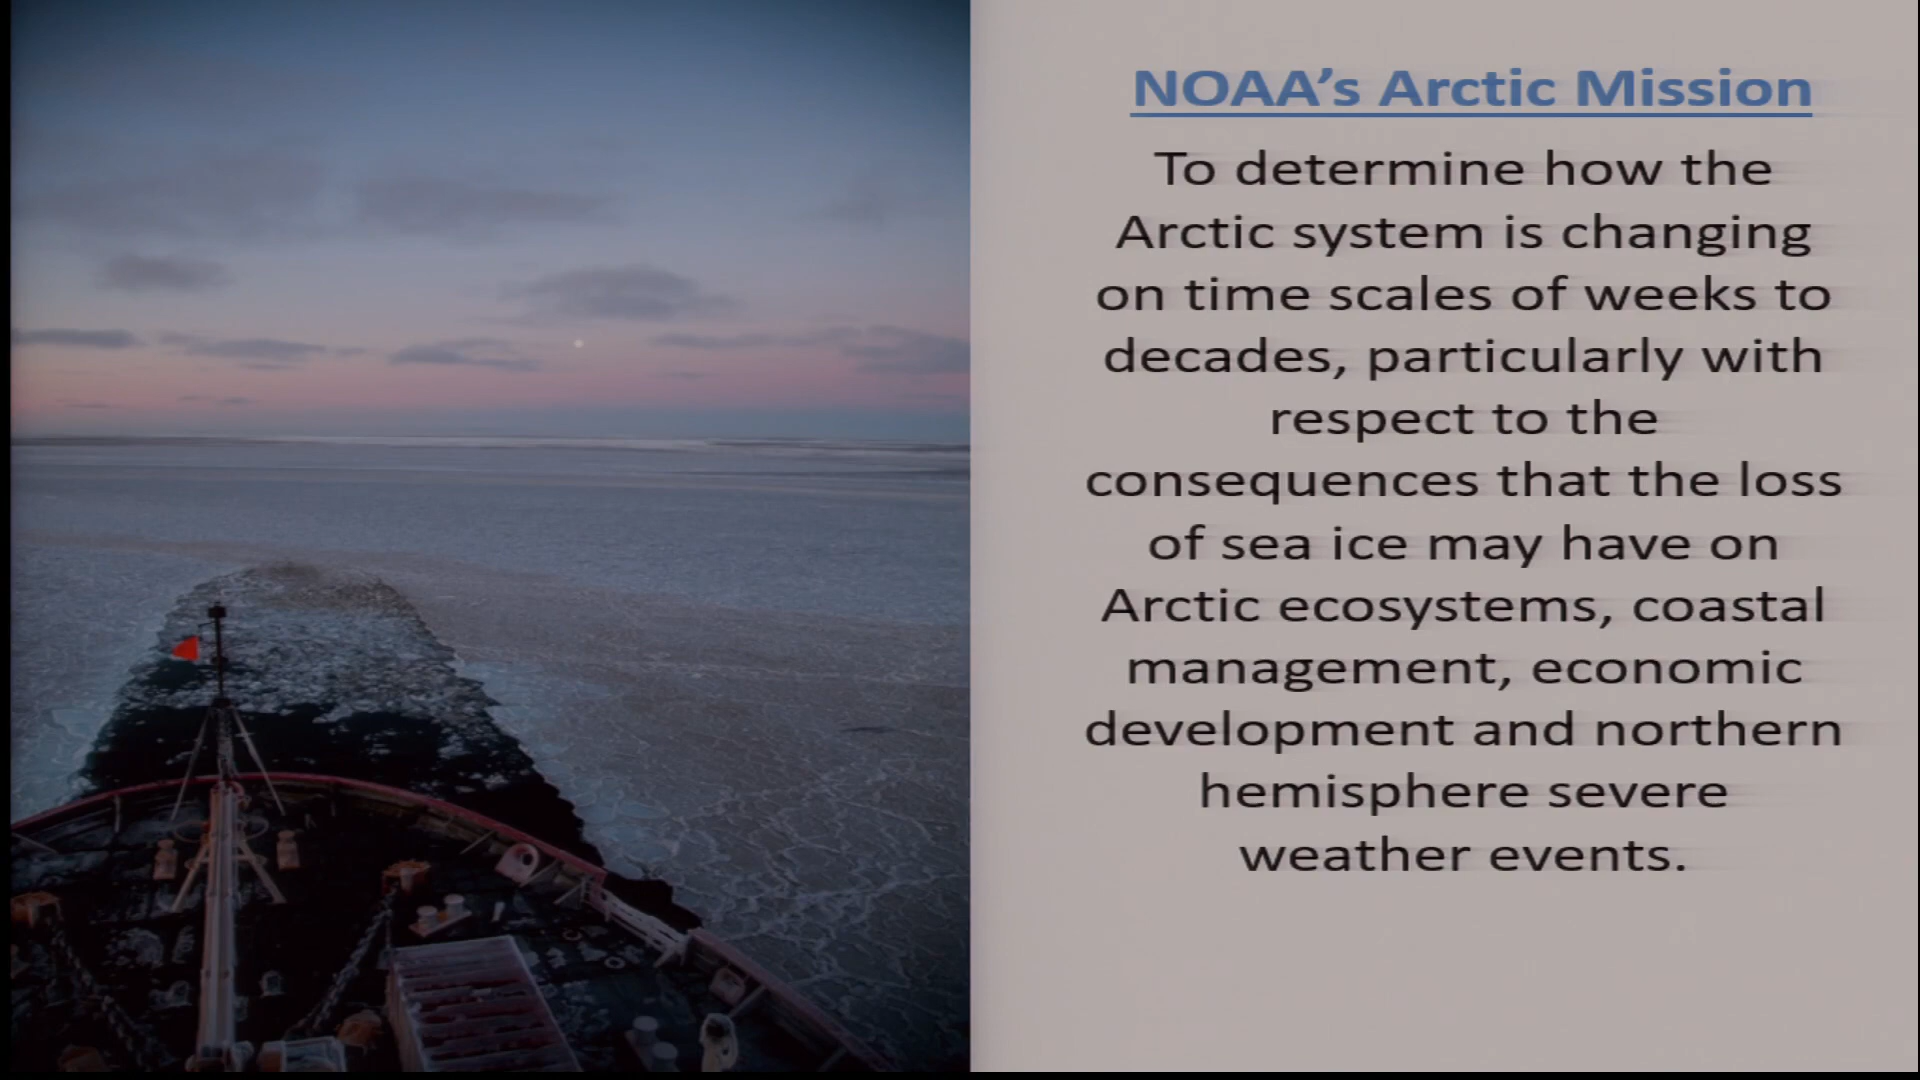 NOAA’s Arctic Mission
To determine how the
Arctic system is changing
on time scales of weeks to
decades, particularly with
respect to the
consequences that the loss
of sea ice may have on
Arctic ecosystems, coastal
management, economic
development and northern
hemisphere severe
weather events.